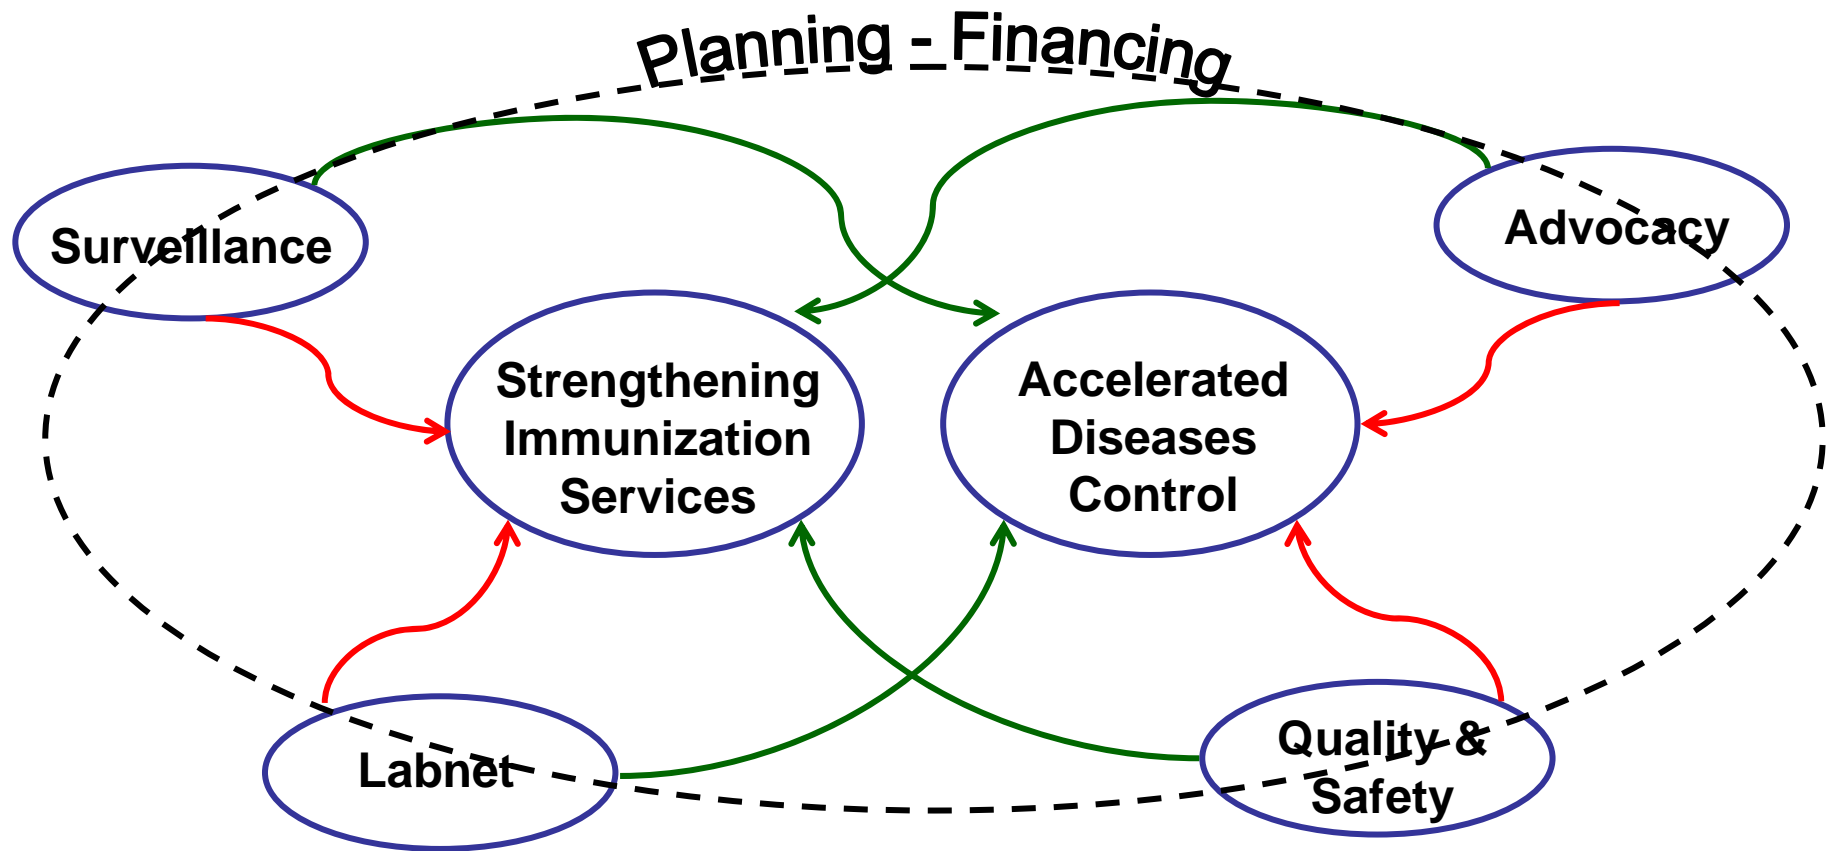 Planning - Financing
Surveillance
Advocacy
Strengthening
Immunization
Services
Accelerated
Diseases
Control
Labnet
Quality &
Safety